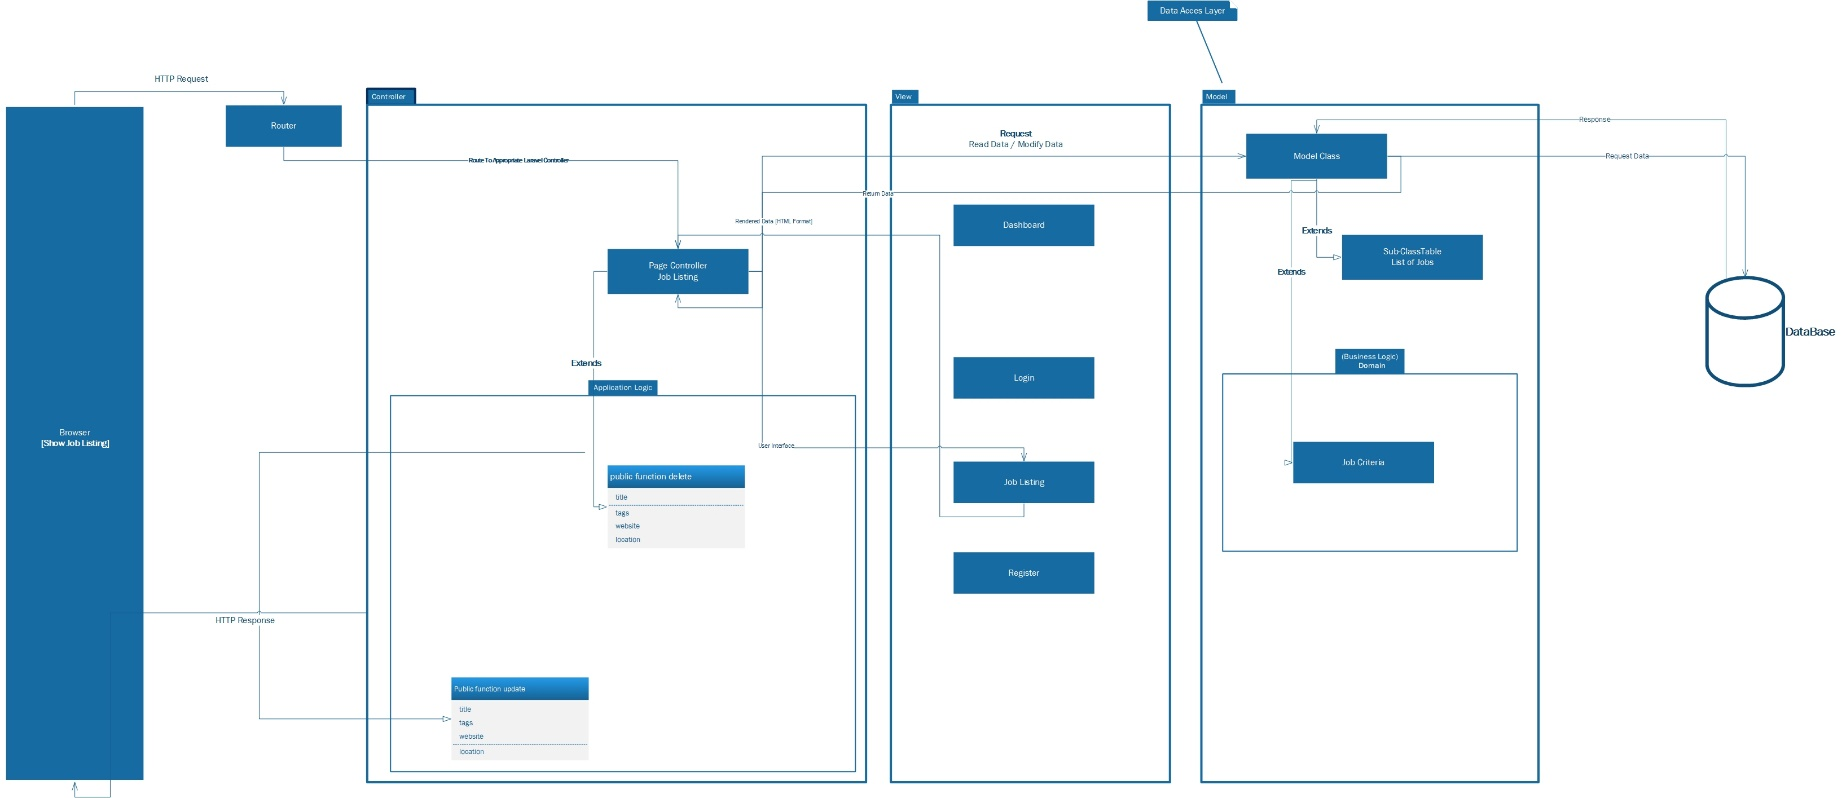 Data Acces Layer
HTTP Request
Controller
View
Model
Router
Response
Request
Read Data / Modify Data
Model Class
Request Data
Route To Appropriate Laravel Controller
Return Data
Rendered Data [HTML Format]
Dashboard
Extends
Sub-ClassTable
List of Jobs
Page Controller
Job Listing
Extends
DataBase
Extends
(Business Logic)
Domain
Application Logic
Login
Browser
[Show Job Listing]
User Interface
Job Criteria
public function delete
title
tags
website
location
Job Listing
Register
HTTP Response
Public function update
title
tags
website
location